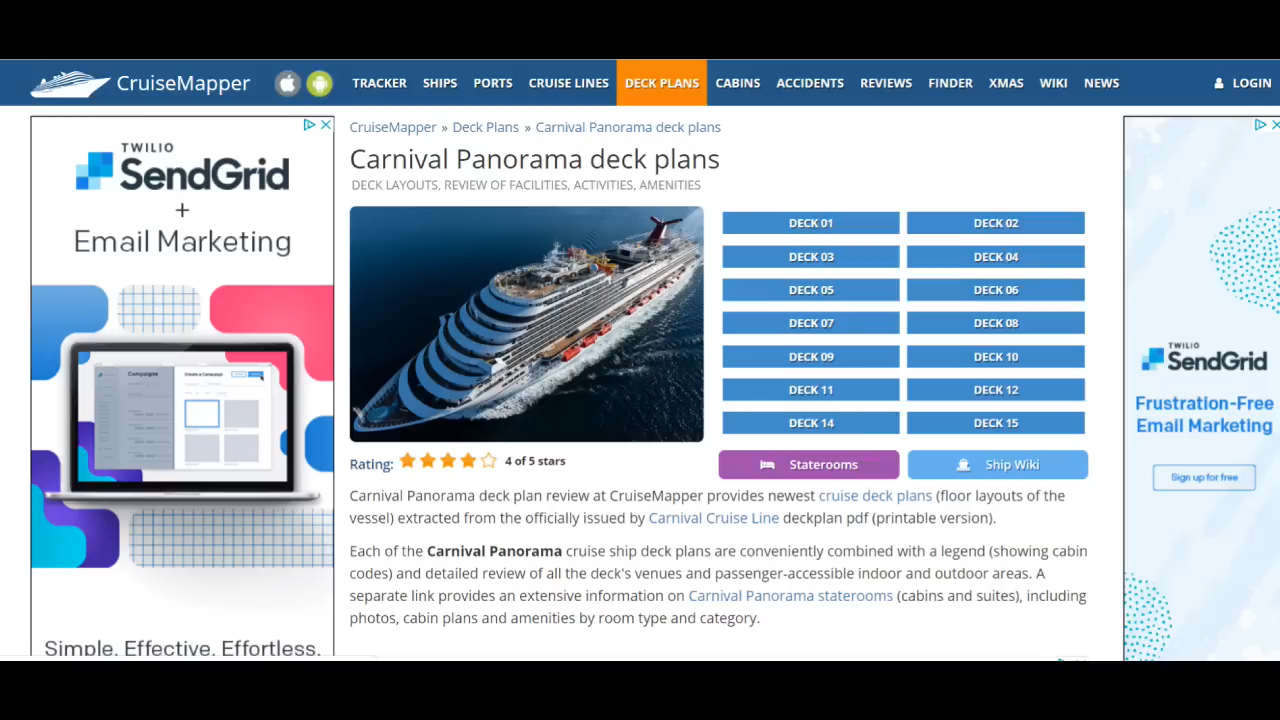 CruiseMapper
TRACKER SHIPS PORTS CRUISE LINES DECK PLANS CABINS ACCIDENTS REVIEWS FINDER XMAS WIKI NEWS LOGIN
CruiseMapper » Deck Plans » Carnival Panorama deck plans
Carnival Panorama deck plans
DECK LAYOUTS, REVIEW OF FACILITIES, ACTIVITIES, AMENITIES
DECK 01 DECK 02
DECK 03 DECK 04
DECK 05 DECK 06
DECK 07 DECK 08
DECK 09 DECK 10
DECK 11 DECK 12
DECK 14 DECK 15
Rating: 4 of 5 stars
Staterooms Ship Wiki
Carnival Panorama deck plan review at CruiseMapper provides newest cruise deck plans (floor layouts of the
vessel) extracted from the officially issued by Carnival Cruise Line deckplan pdf (printable version).
Each of the Carnival Panorama cruise ship deck plans are conveniently combined with a legend (showing cabin
codes) and detailed review of all the deck's venues and passenger-accessible indoor and outdoor areas. A
separate link provides an extensive information on Carnival Panorama staterooms (cabins and suites), including
photos, cabin plans and amenities by room type and category.
TWILIO
SendGrid
+
Email Marketing
Campaigns
Create a Campaign
Simple. Effective. Effortless.
TWILIO
SendGrid
Frustration-Free
Email Marketing
Sign up for free